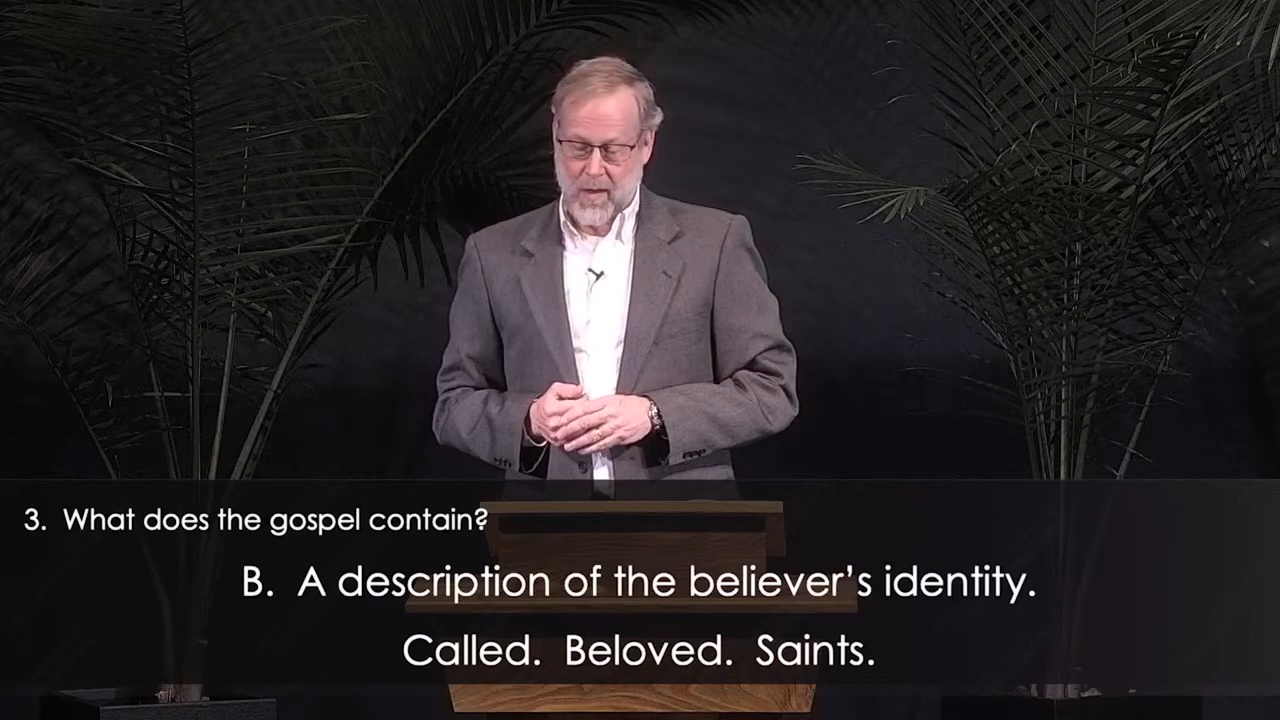 3. What does the gospel contain?
B. A description of the believer’s identity.
Called. Beloved. Saints.